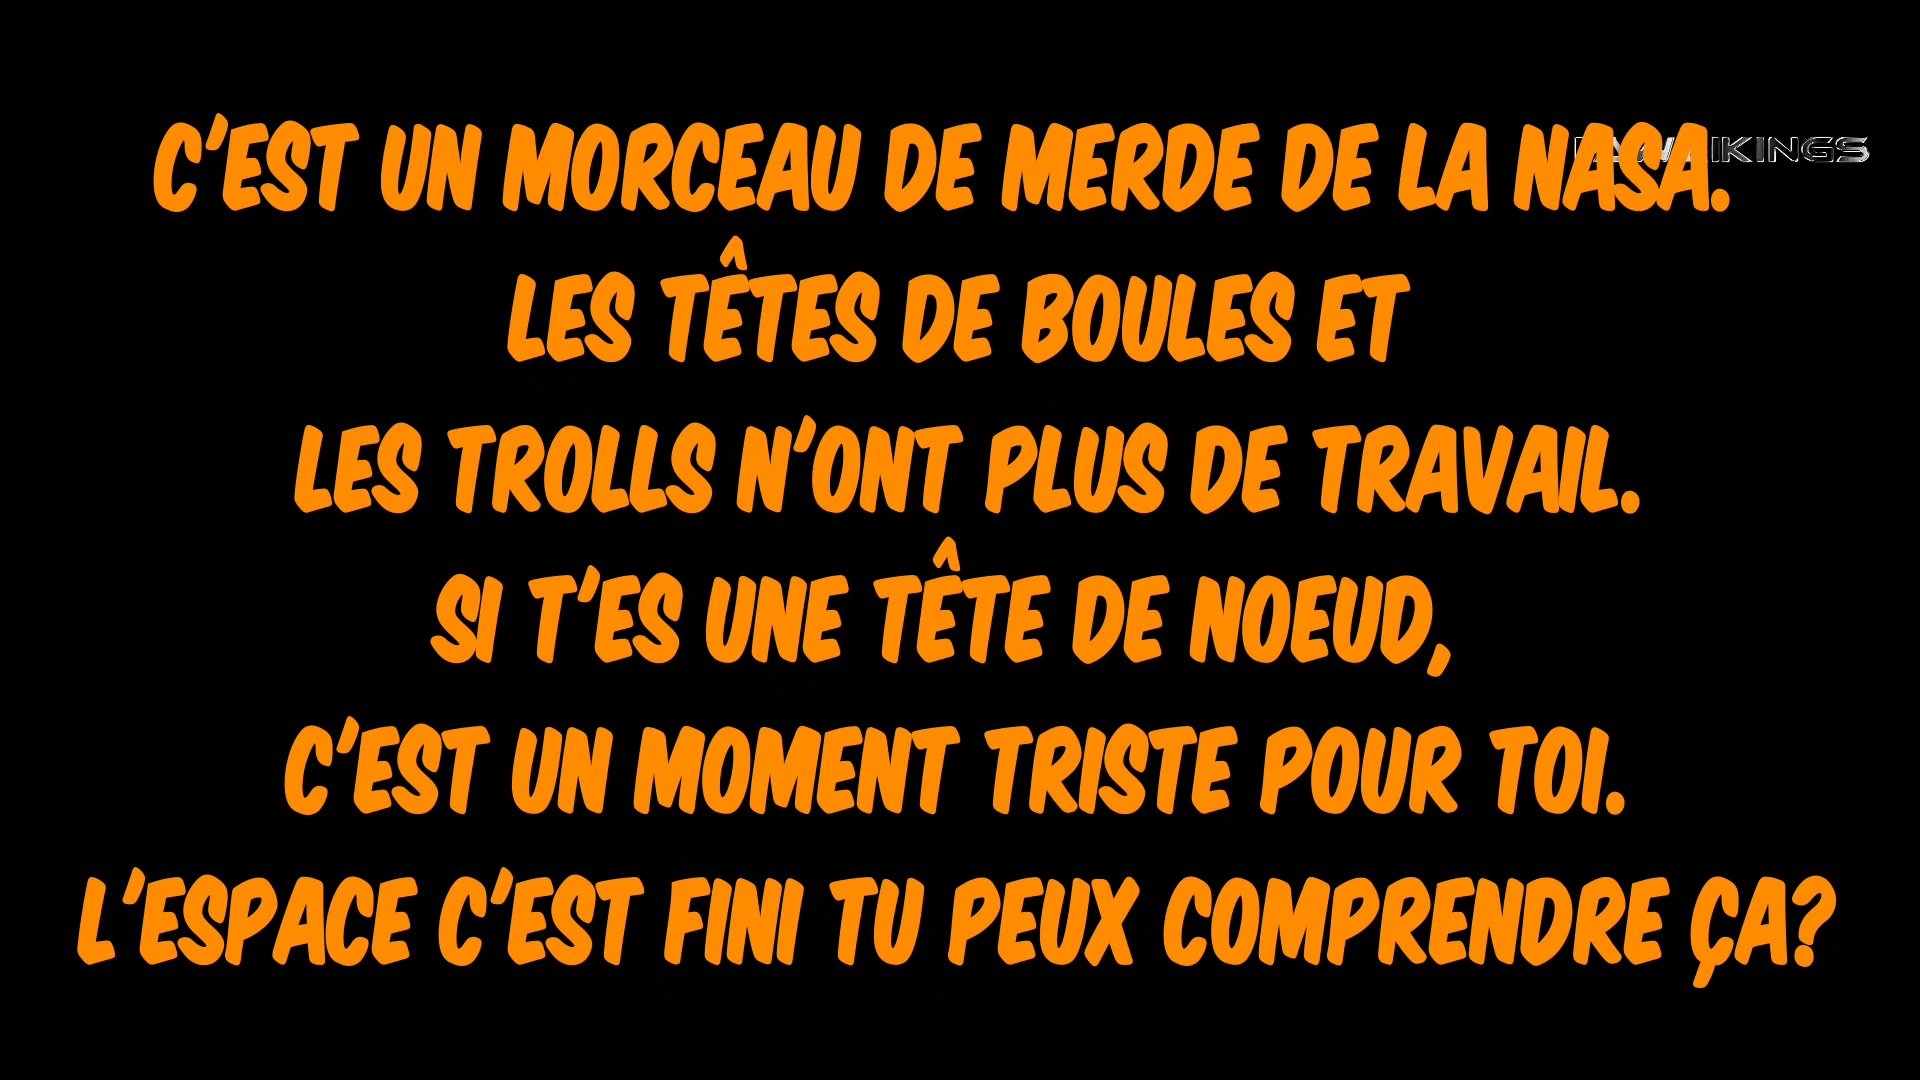 C'EST UN MORCEAU DE MERDE DE LA NASA.
LES TÊTES DE BOULES ET
LES TROLLS N'ONT PLUS DE TRAVAIL.
SI T'ES UNE TÊTE DE NOEUD,
C'EST UN MOMENT TRISTE POUR TOI.
L'ESPACE C'EST FINI TU PEUX COMPRENDRE ÇA?